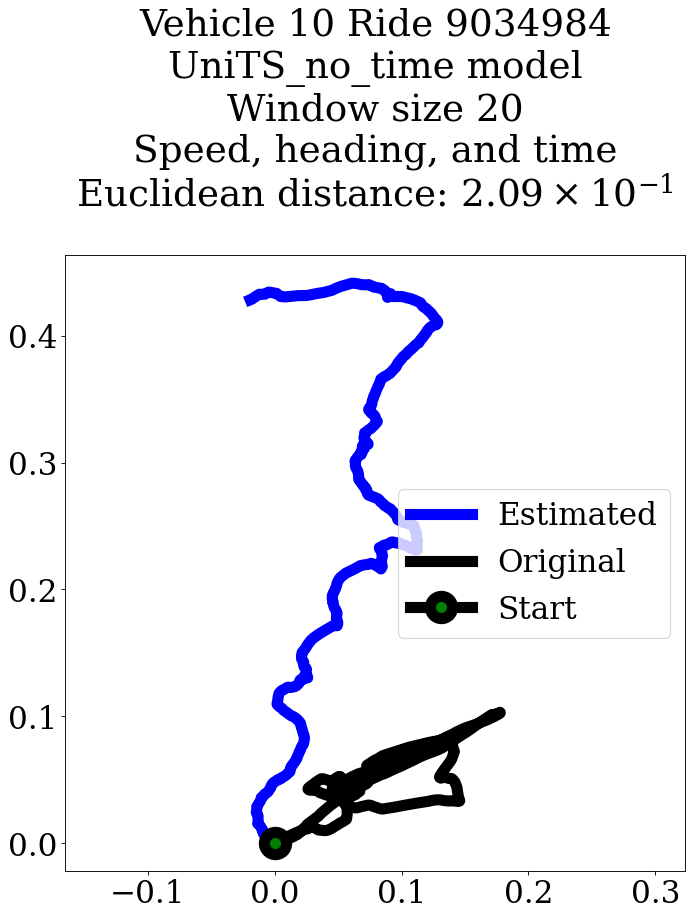 Vehicle 10 Ride 9034984
UniTS_no_time model
Window size 20
Speed, heading, and time
Euclidean distance: 2.09 × 10⁻¹
0.4
0.3
0.2
0.1
0.0
Estimated
Original
Start
−0.1 0.0 0.1 0.2 0.3